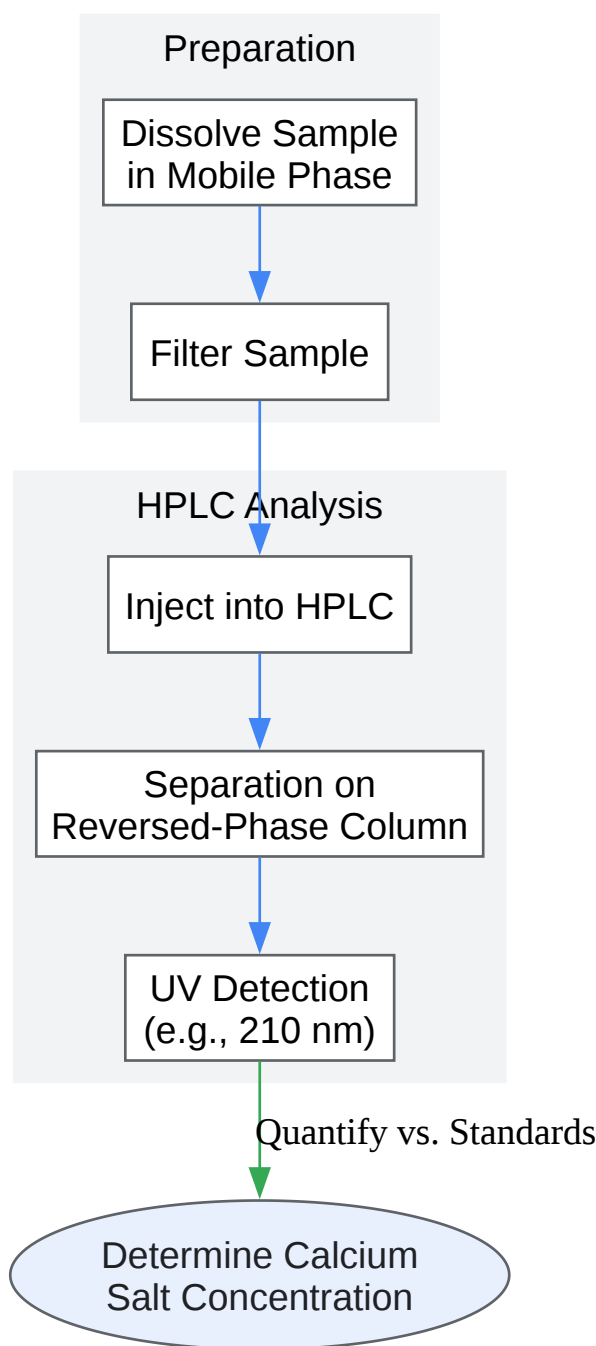 Preparation
Dissolve Sample
in Mobile Phase
Filter Sample
HPLC Analysis
Inject into HPLC
Separation on
Reversed-Phase Column
UV Detection
(e.g., 210 nm)
Quantify vs. Standards
Determine Calcium
Salt Concentration